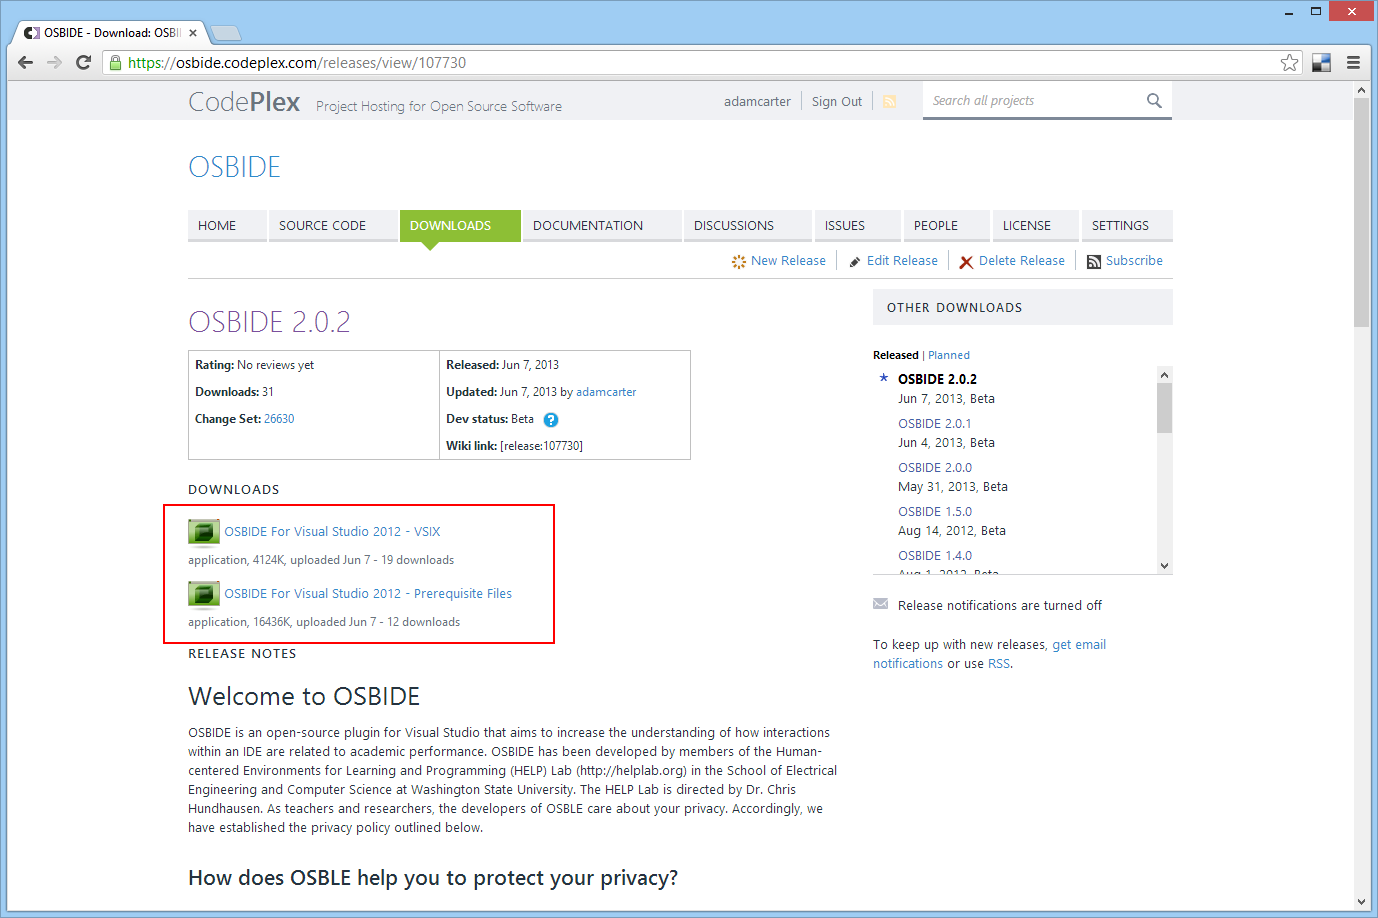 OSBIDE - Download: OSBI
https://osbide.codeplex.com/releases/view/107730
CodePlex Project Hosting for Open Source Software
adamcarter Sign Out Search all projects
OSBIDE
HOME SOURCE CODE DOWNLOADS DOCUMENTATION DISCUSSIONS ISSUES PEOPLE LICENSE SETTINGS
New Release Edit Release Delete Release Subscribe
OSBIDE 2.0.2
Rating: No reviews yet
Downloads: 31
Change Set: 26630
Released: Jun 7, 2013
Updated: Jun 7, 2013 by adamcarter
Dev status: Beta ?
Wiki link: [release:107730]
DOWNLOADS
OSBIDE For Visual Studio 2012 - VSIX
application, 4124K, uploaded Jun 7 - 19 downloads
OSBIDE For Visual Studio 2012 - Prerequisite Files
application, 16436K, uploaded Jun 7 - 12 downloads
RELEASE NOTES
Welcome to OSBIDE
OSBIDE is an open-source plugin for Visual Studio that aims to increase the understanding of how interactions
within an IDE are related to academic performance. OSBIDE has been developed by members of the Human-
centered Environments for Learning and Programming (HELP) Lab (http://helplab.org) in the School of Electrical
Engineering and Computer Science at Washington State University. The HELP Lab is directed by Dr. Chris
Hundhausen. As teachers and researchers, the developers of OSBLE care about your privacy. Accordingly, we
have established the privacy policy outlined below.
How does OSBLE help you to protect your privacy?
OTHER DOWNLOADS
Released | Planned
OSBIDE 2.0.2
Jun 7, 2013, Beta
OSBIDE 2.0.1
Jun 4, 2013, Beta
OSBIDE 2.0.0
May 31, 2013, Beta
OSBIDE 1.5.0
Aug 14, 2012, Beta
OSBIDE 1.4.0
Aug 1, 2012, Beta
Release notifications are turned off
To keep up with new releases, get email
notifications or use RSS.